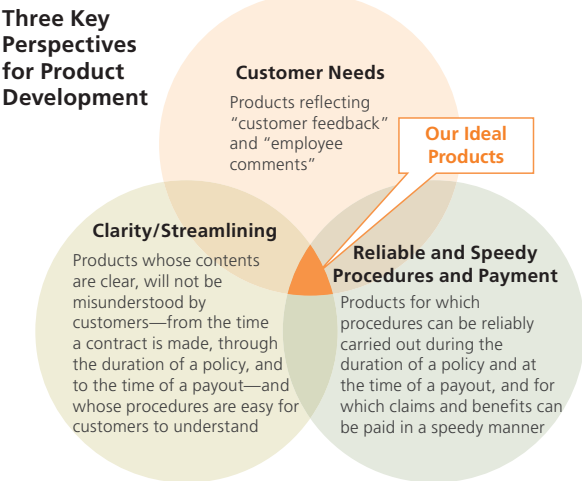 Three Key
Perspectives
for Product
Development
Customer Needs
Products reflecting
“customer feedback”
and “employee
comments”
Our Ideal
Products
Clarity/Streamlining
Products whose contents
are clear, will not be
misunderstood by
customers—from the time
a contract is made, through
the duration of a policy, and
to the time of a payout—and
whose procedures are easy for
customers to understand
Reliable and Speedy
Procedures and Payment
Products for which
procedures can be reliably
carried out during the
duration of a policy and at
the time of a payout, and for
which claims and benefits can
be paid in a speedy manner